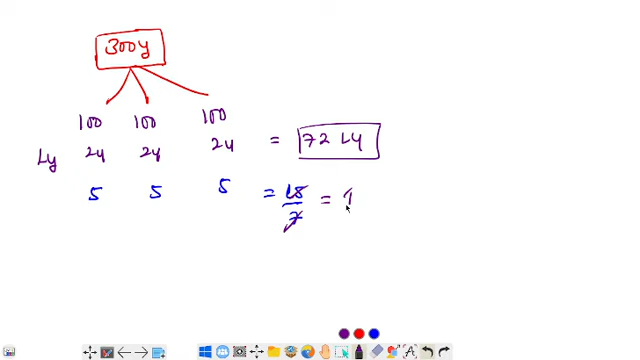 300y
100 100 100
Ly 24 24 24 = 72 Ly
5 5 5 = 15/7 = 1